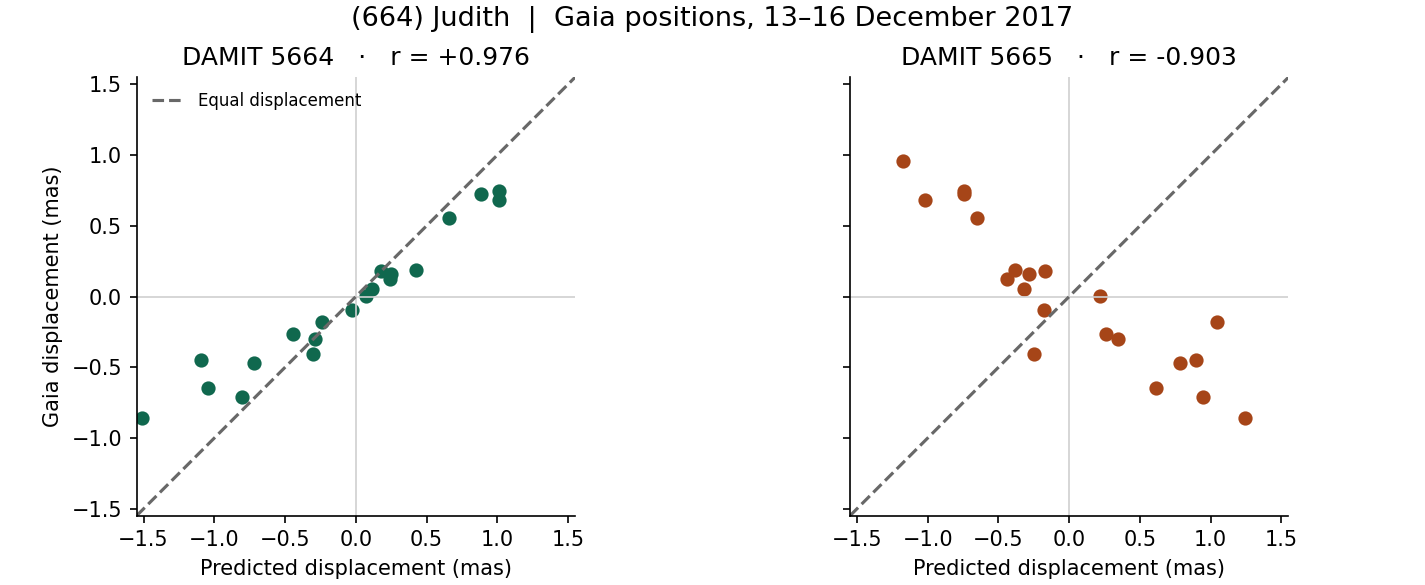 (664) Judith | Gaia positions, 13–16 December 2017
DAMIT 5664 · r = +0.976
Equal displacement
1.5
1.0
0.5
0.0
−0.5
−1.0
−1.5
Gaia displacement (mas)
−1.5 −1.0 −0.5 0.0 0.5 1.0 1.5
Predicted displacement (mas)
DAMIT 5665 · r = -0.903
−1.5 −1.0 −0.5 0.0 0.5 1.0 1.5
Predicted displacement (mas)